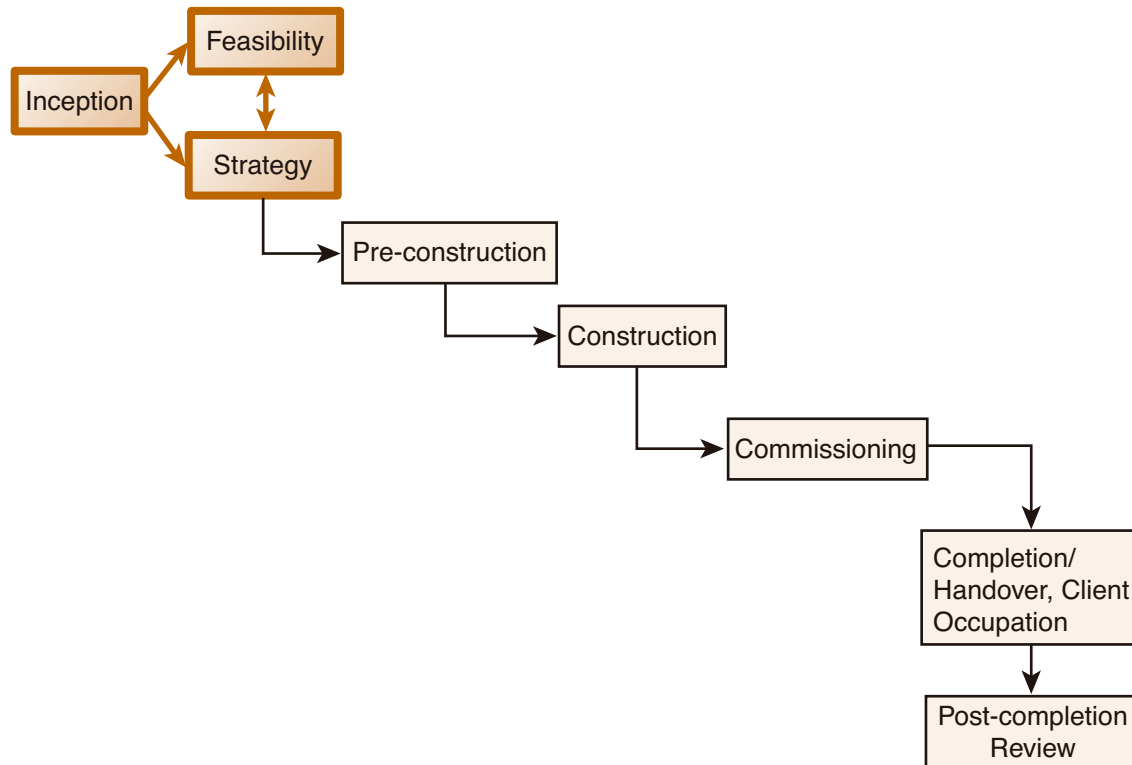 Feasibility
Inception
Strategy
Pre-construction
Construction
Commissioning
Completion/
Handover, Client
Occupation
Post-completion
Review